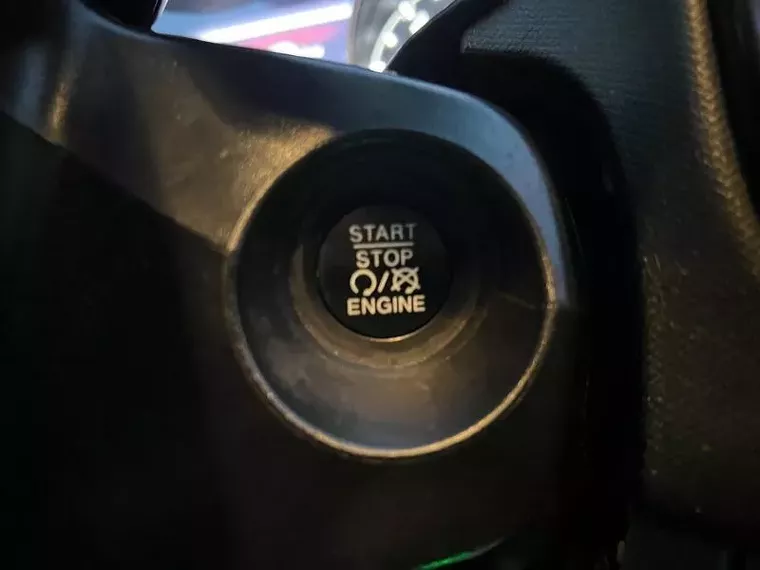 START
STOP
/
ENGINE